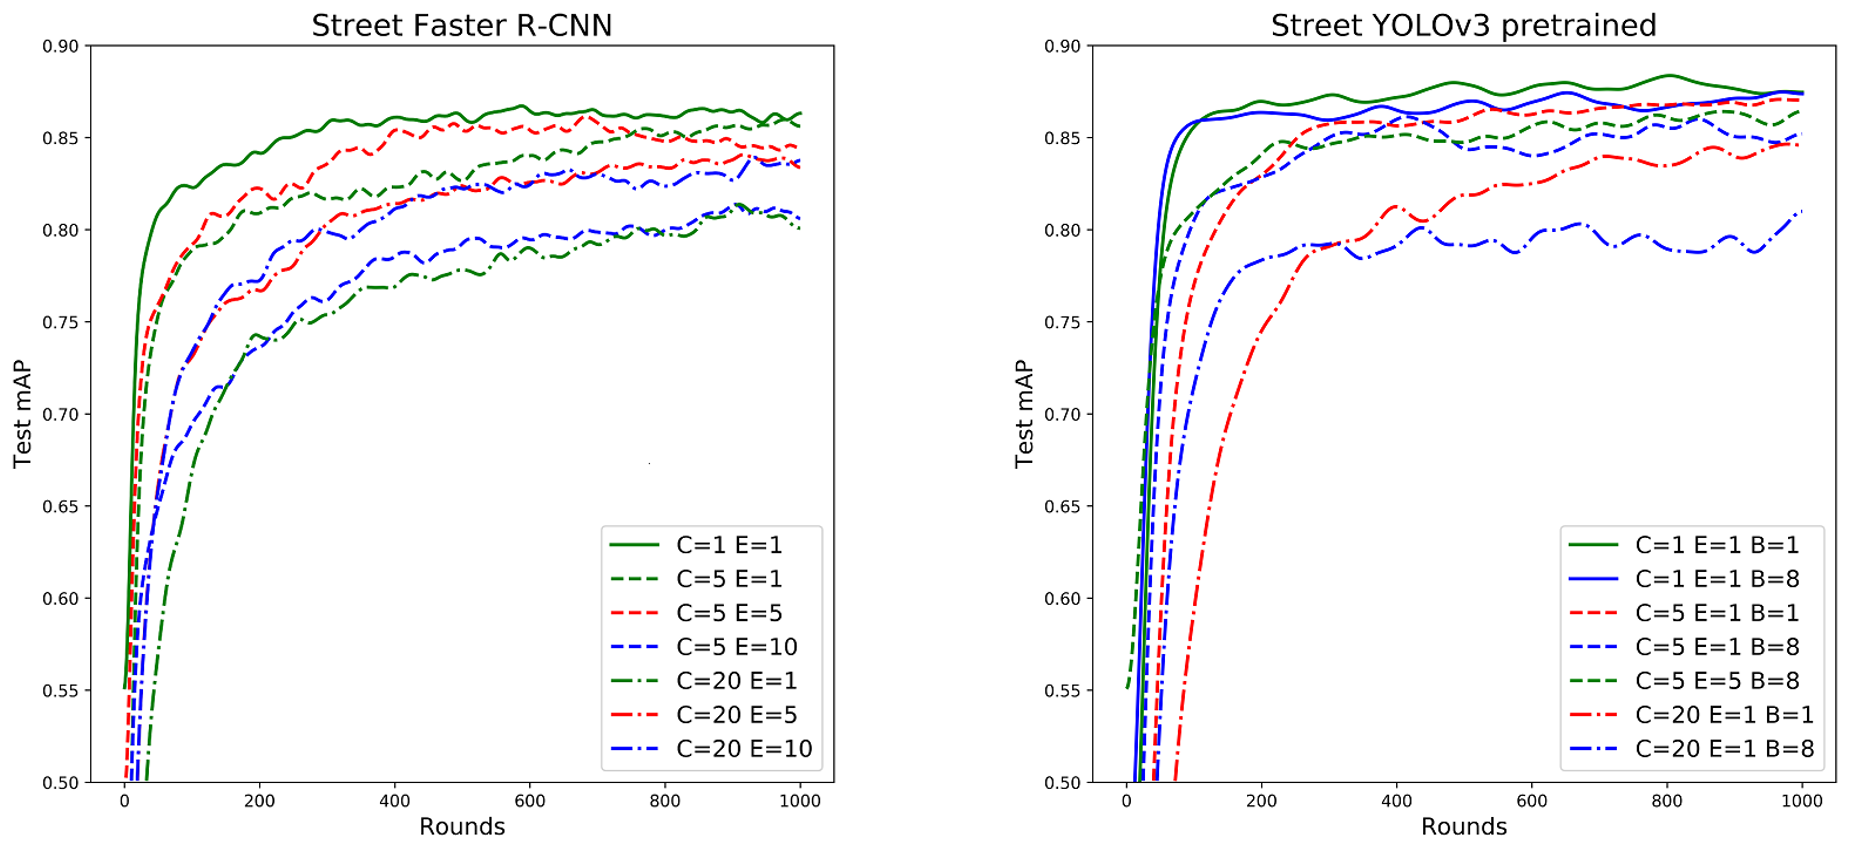 Street Faster R-CNN
0.90
0.85
0.80
0.75
0.70
0.65
0.60
0.55
0.50
Test mAP
0
200
400
600
800
1000
Rounds
C=1 E=1
C=5 E=1
C=5 E=5
C=5 E=10
C=20 E=1
C=20 E=5
C=20 E=10
Street YOLOv3 pretrained
0.90
0.85
0.80
0.75
0.70
0.65
0.60
0.55
0.50
Test mAP
0
200
400
600
800
1000
Rounds
C=1 E=1 B=1
C=1 E=1 B=8
C=5 E=1 B=1
C=5 E=1 B=8
C=5 E=5 B=8
C=20 E=1 B=1
C=20 E=1 B=8